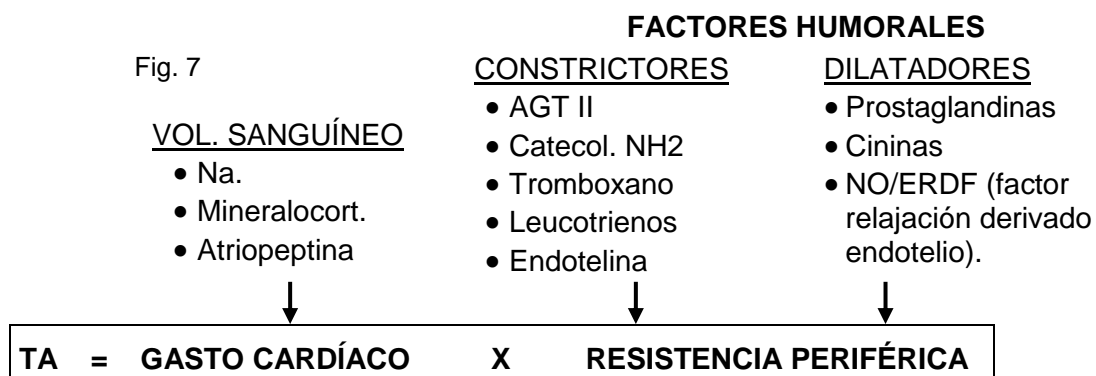 FACTORES HUMORALES
Fig. 7
CONSTRICTORES
DILATADORES
VOL. SANGUÍNEO
• Na.
• Mineralocort.
• Atriopeptina
• AGT II
• Catecol. NH2
• Tromboxano
• Leucotrienos
• Endotelina
• Prostaglandinas
• Cininas
• NO/ERDF (factor
relajación derivado
endotelio).
TA = GASTO CARDÍACO X RESISTENCIA PERIFÉRICA